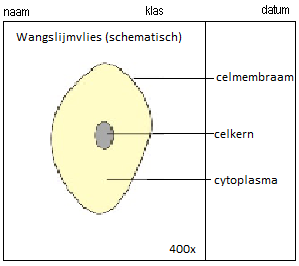 naam klas datum
Wangslijmvlies (schematisch)
celmembraam
celkern
cytoplasma
400x